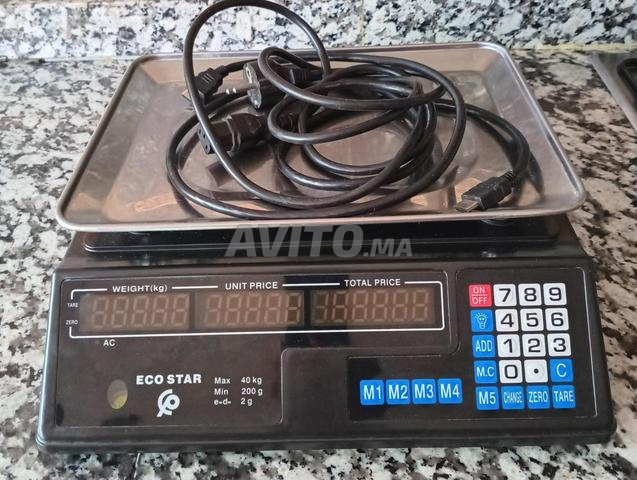 AVITO.MA
WEIGHT(kg) UNIT PRICE TOTAL PRICE
TARE
ZERO
AC
ECO STAR
Max 40 kg
Min 200 g
e=d= 2 g
M1 M2 M3 M4
ON OFF 7 8 9
4 5 6
ADD 1 2 3
M.C 0 · C
M5 CHANGE ZERO TARE